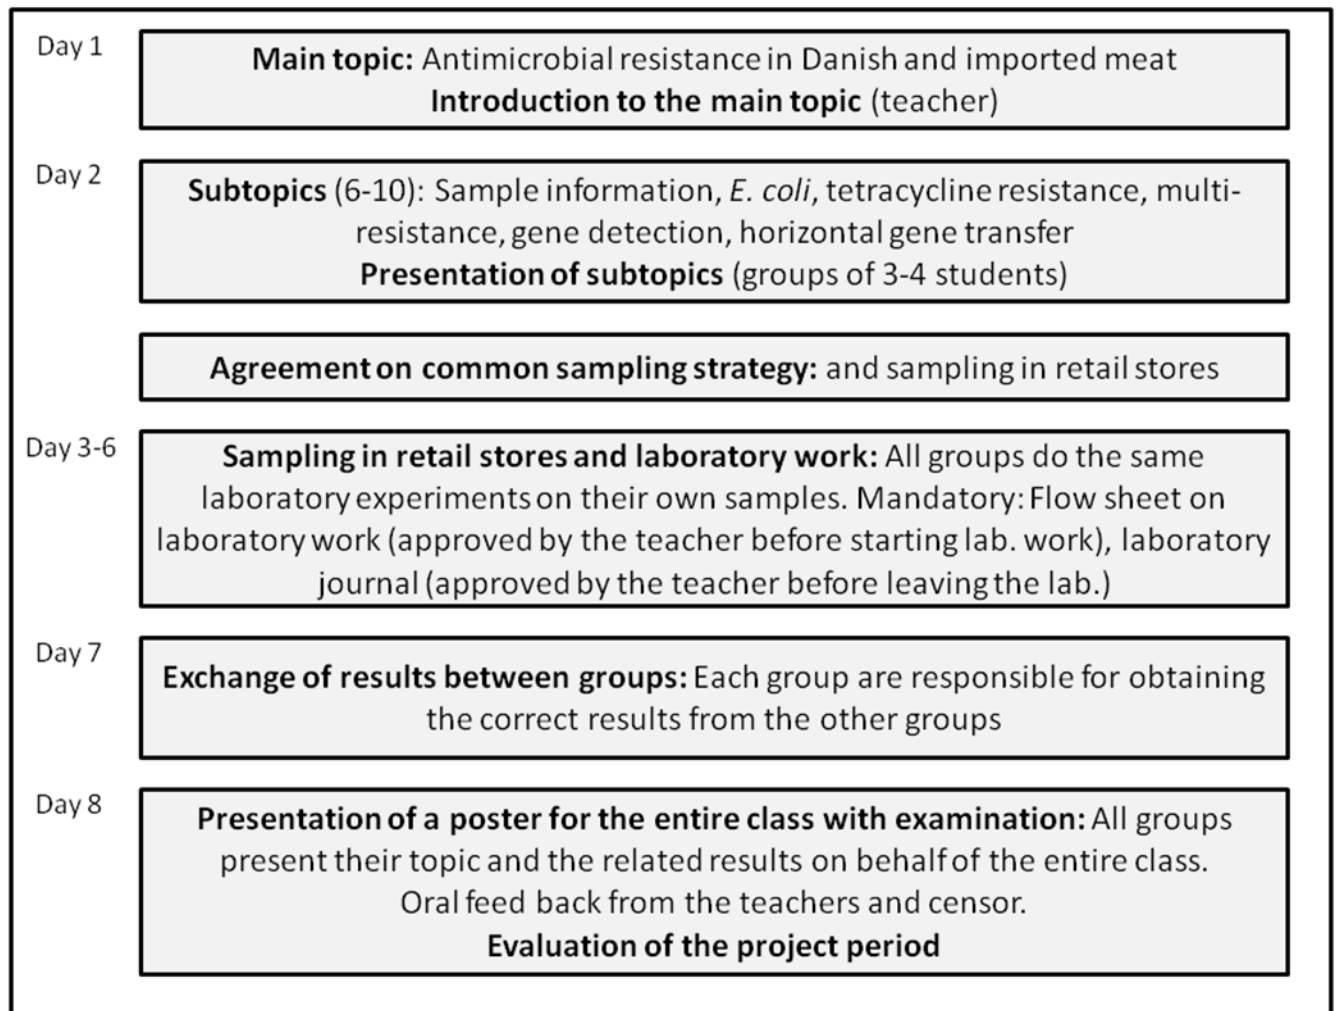 Day 1
Main topic: Antimicrobial resistance in Danish and imported meat
Introduction to the main topic (teacher)
Day 2
Subtopics (6-10): Sample information, E. coli, tetracycline resistance, multi-
resistance, gene detection, horizontal gene transfer
Presentation of subtopics (groups of 3-4 students)
Agreement on common sampling strategy: and sampling in retail stores
Day 3-6
Sampling in retail stores and laboratory work: All groups do the same
laboratory experiments on their own samples. Mandatory: Flow sheet on
laboratory work (approved by the teacher before starting lab. work), laboratory
journal (approved by the teacher before leaving the lab.)
Day 7
Exchange of results between groups: Each group are responsible for obtaining
the correct results from the other groups
Day 8
Presentation of a poster for the entire class with examination: All groups
present their topic and the related results on behalf of the entire class.
Oral feed back from the teachers and censor.
Evaluation of the project period